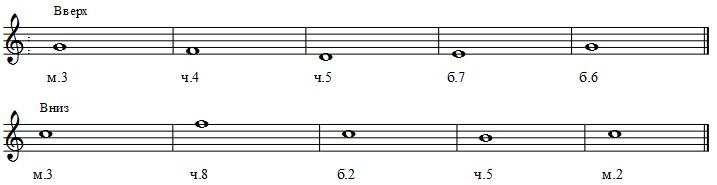 Вверх
м.3 ч.4 ч.5 б.7 б.6
Вниз
м.3 ч.8 б.2 ч.5 м.2